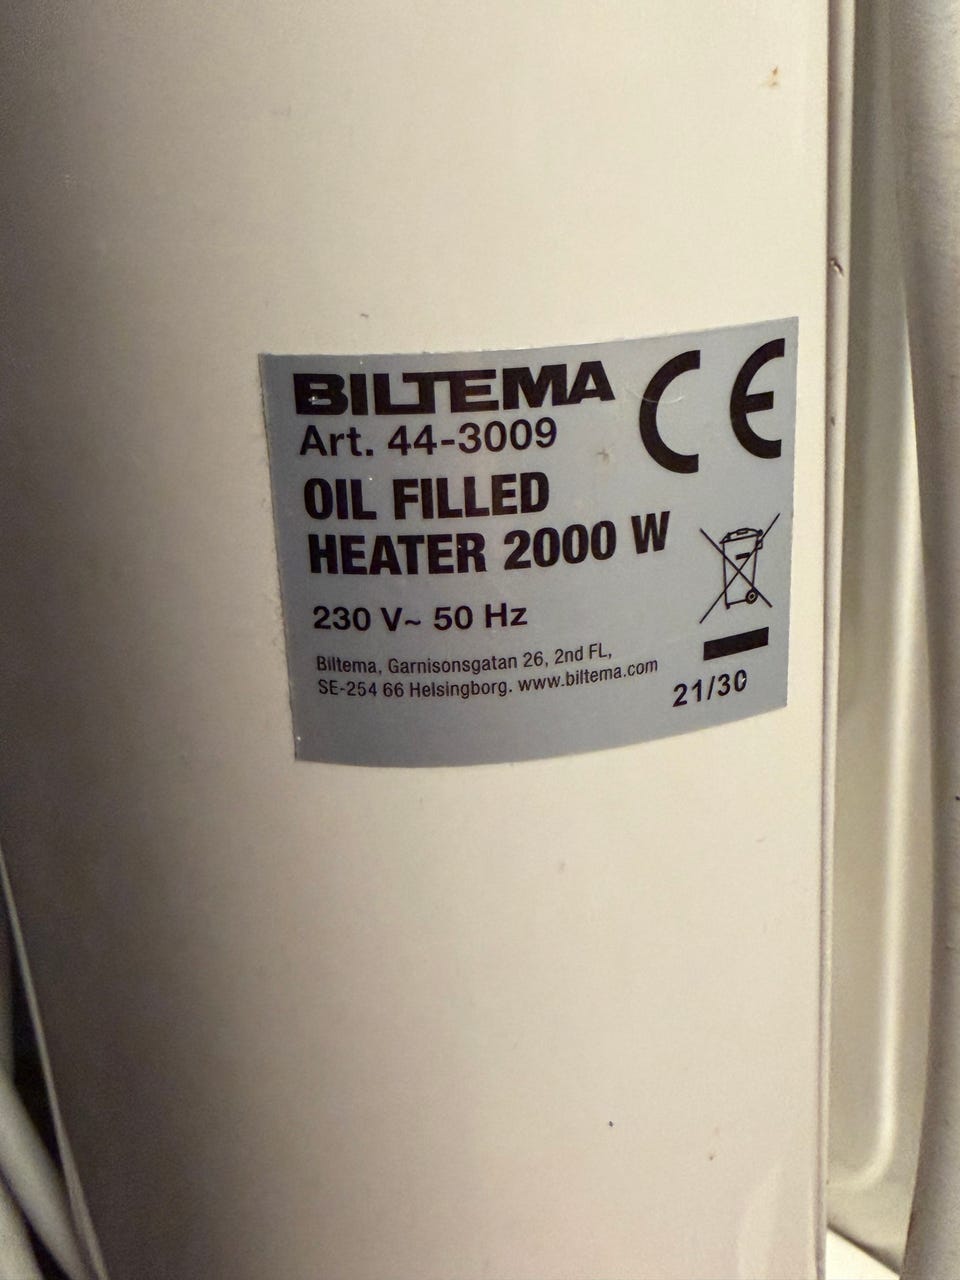 BILTEMA
Art. 44-3009
OIL FILLED
HEATER 2000 W
230 V~ 50 Hz
Biltema, Garnisonsgatan 26, 2nd FL,
SE-254 66 Helsingborg. www.biltema.com
CE
21/30